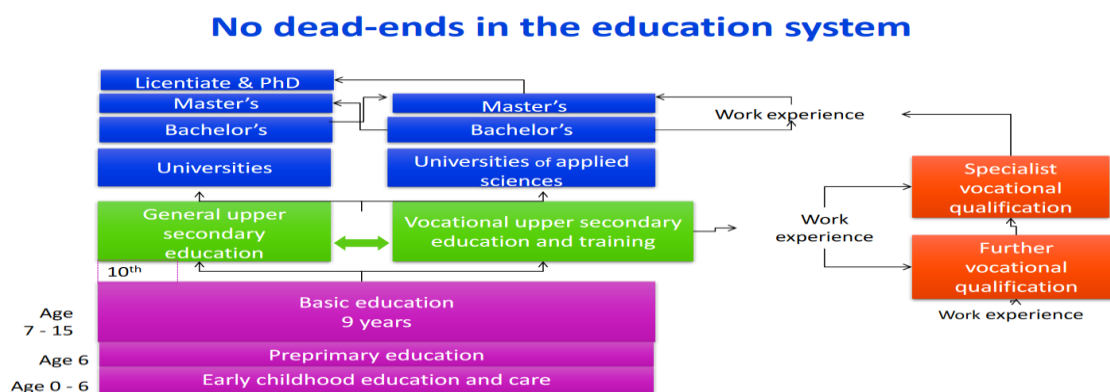 No dead-ends in the education system
Licentiate & PhD
Master's
Bachelor's
Universities
Master's
Bachelor's
Universities of applied
sciences
Work experience
General upper
secondary
education
Vocational upper secondary
education and training
Work
experience
Specialist
vocational
qualification
Further
vocational
qualification
Work experience
10th
Basic education
9 years
Age
7 - 15
Preprimary education
Age 6
Early childhood education and care
Age 0 - 6